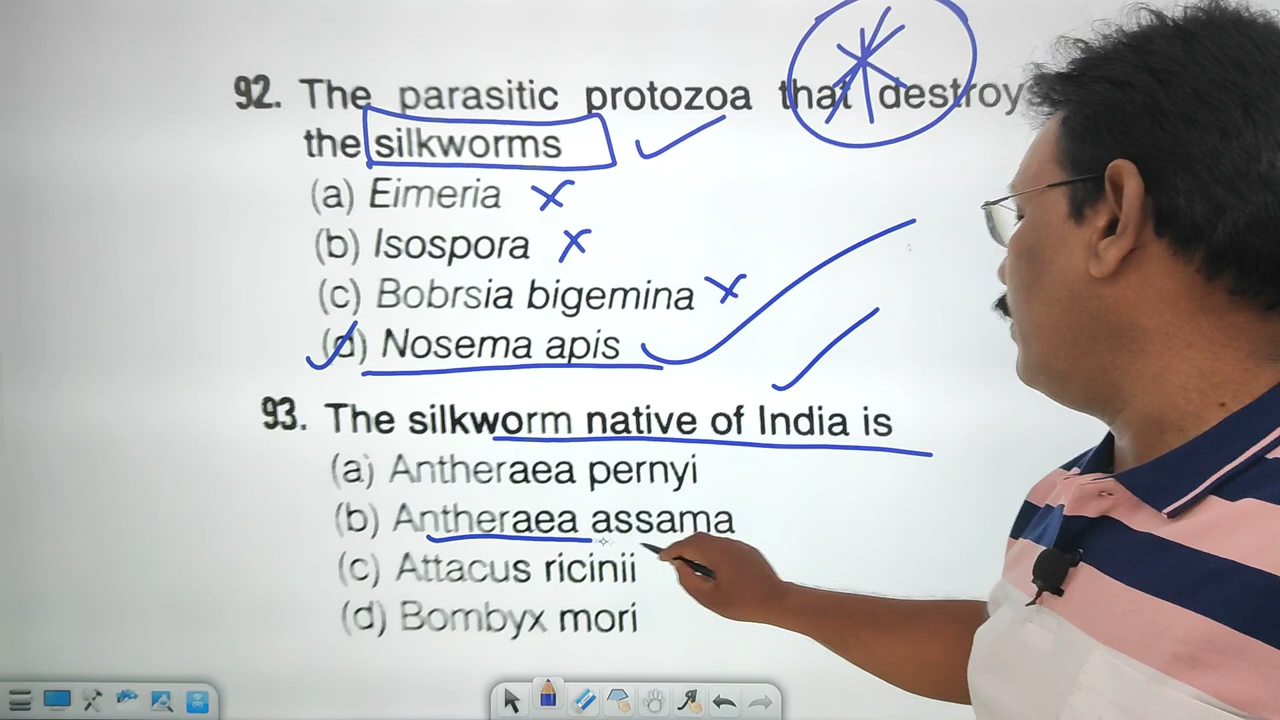 92. The parasitic protozoa that destroy
the silkworms
(a) Eimeria
(b) Isospora
(c) Bobrsia bigemina
(d) Nosema apis
93. The silkworm native of India is
(a) Antheraea pernyi
(b) Antheraea assama
(c) Attacus ricinii
(d) Bombyx mori